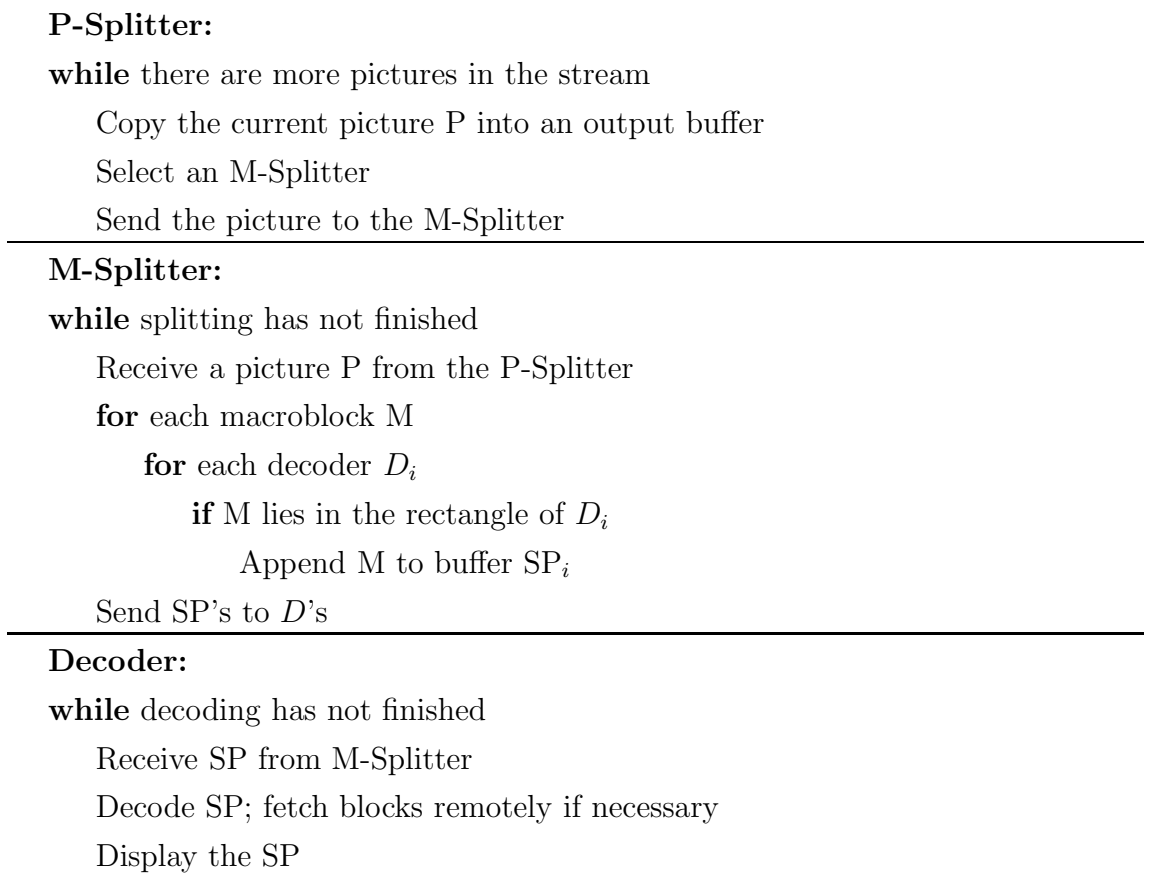 P-Splitter:
while there are more pictures in the stream
Copy the current picture P into an output buffer
Select an M-Splitter
Send the picture to the M-Splitter
M-Splitter:
while splitting has not finished
Receive a picture P from the P-Splitter
for each macroblock M
for each decoder Di
if M lies in the rectangle of Di
Append M to buffer SPi
Send SP's to D's
Decoder:
while decoding has not finished
Receive SP from M-Splitter
Decode SP; fetch blocks remotely if necessary
Display the SP